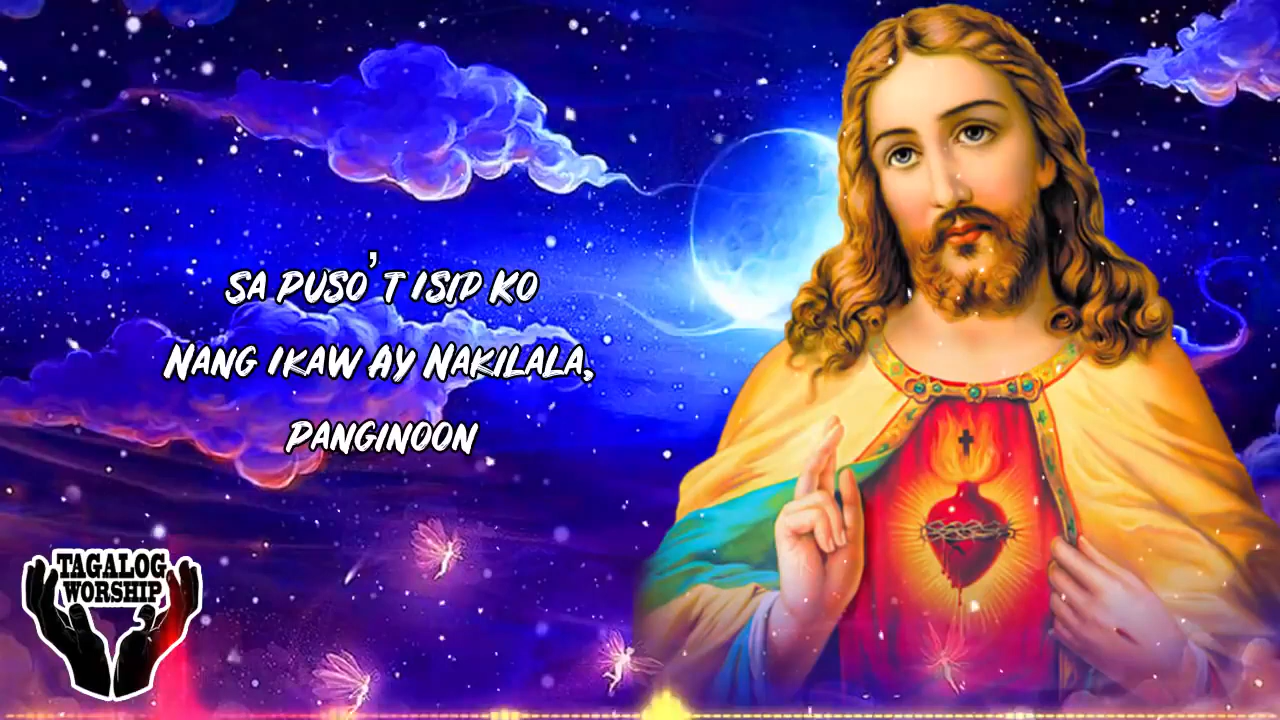 Sa puso't isip ko
Nang ikaw ay Nakilala,
Panginoon
TAGALOG
WORSHIP